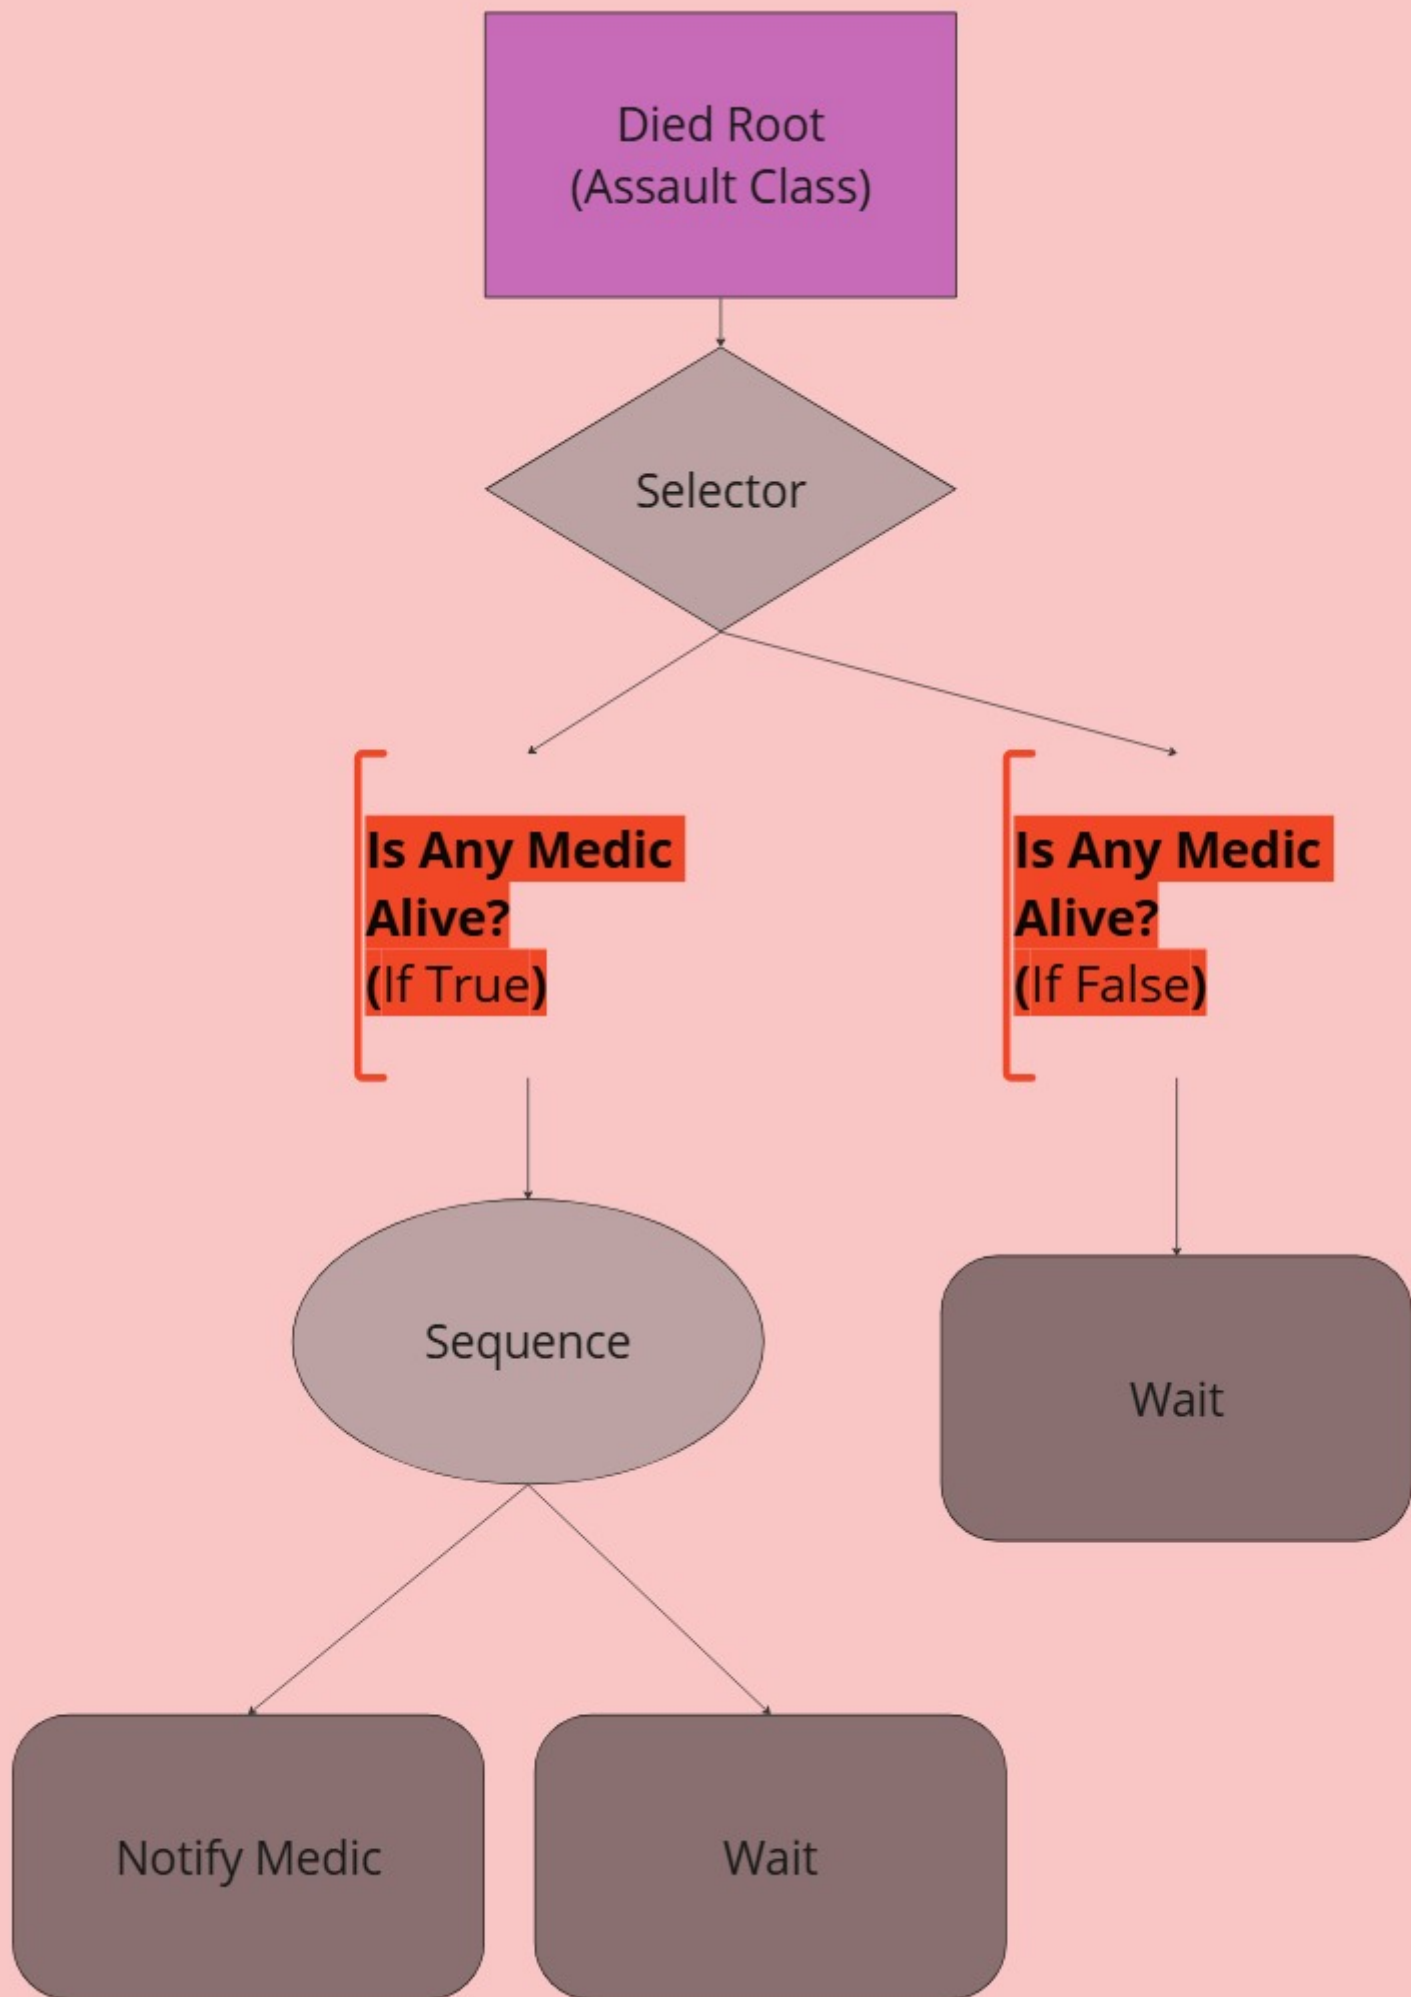 Died Root
(Assault Class)
Selector
Is Any Medic
Alive?
(If True)
Is Any Medic
Alive?
(If False)
Sequence
Wait
Notify Medic
Wait